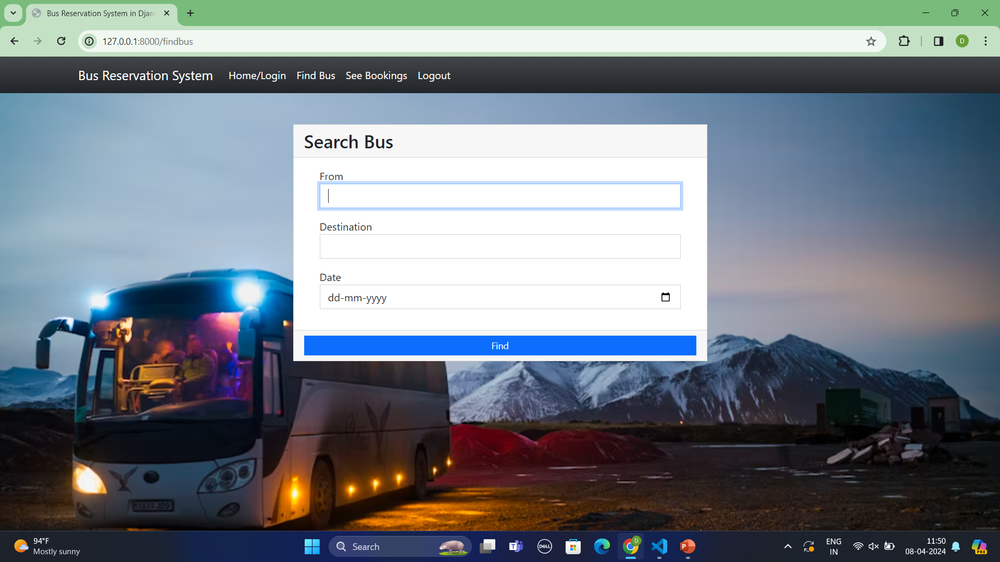 Bus Reservation System in Djan
127.0.0.1:8000/findbus
D
Bus Reservation System
Home/Login
Find Bus
See Bookings
Logout
Search Bus
From
Destination
Date
dd-mm-yyyy
Find
94°F
Mostly sunny
Search
DELL
D
ENG
IN
11:50
08-04-2024
PRE